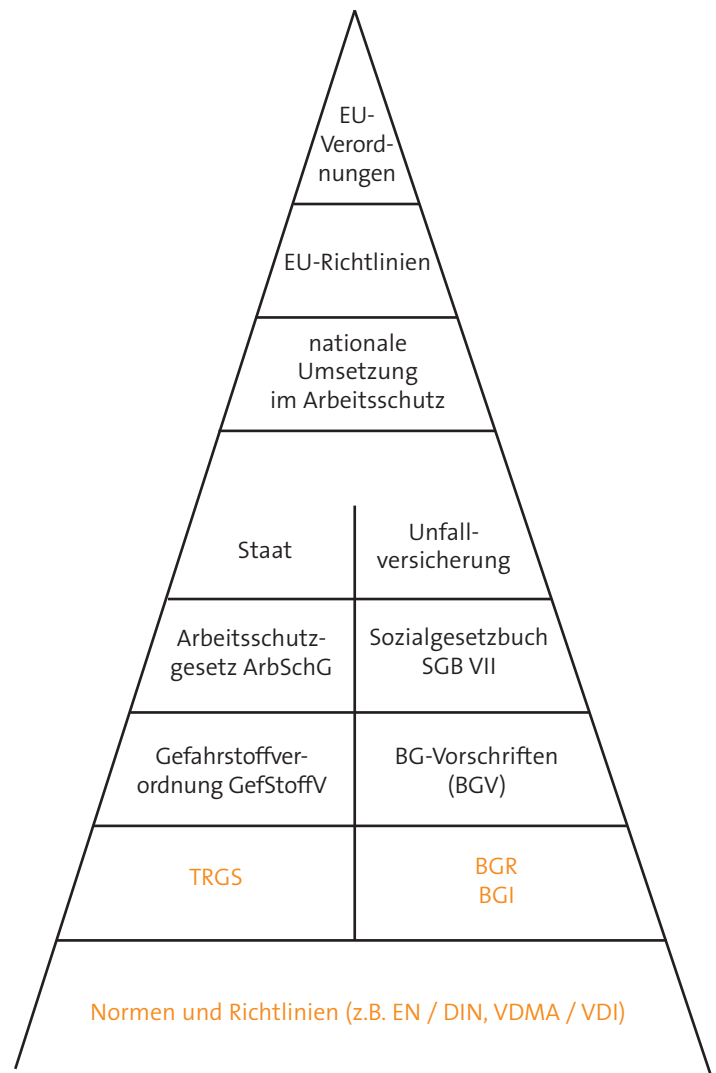 EU-
Verord-
nungen
EU-Richtlinien
nationale
Umsetzung
im Arbeitsschutz
Staat
Unfall-
versicherung
Arbeitsschutz-
gesetz ArbSchG
Sozialgesetzbuch
SGB VII
Gefahrstoffver-
ordnung GefStoffV
BG-Vorschriften
(BGV)
TRGS
BGR
BGI
Normen und Richtlinien (z.B. EN / DIN, VDMA / VDI)